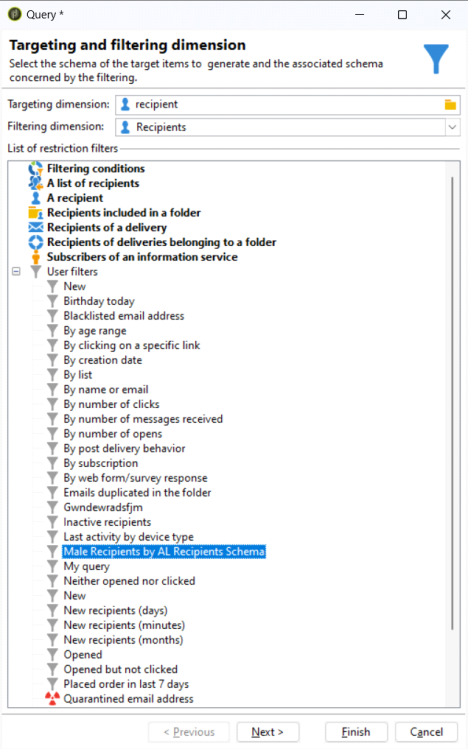 Query *
Targeting and filtering dimension
Select the schema of the target items to generate and the associated schema
concerned by the filtering.
Targeting dimension: recipient
Filtering dimension: Recipients
List of restriction filters
Filtering conditions
A list of recipients
A recipient
Recipients included in a folder
Recipients of a delivery
Recipients of deliveries belonging to a folder
Subscribers of an information service
User filters
New
Birthday today
Blacklisted email address
By age range
By clicking on a specific link
By creation date
By list
By name or email
By number of clicks
By number of messages received
By number of opens
By post delivery behavior
By subscription
By web form/survey response
Emails duplicated in the folder
Gwndewradsfjm
Inactive recipients
Last activity by device type
Male Recipients by AL Recipients Schema
My query
Neither opened nor clicked
New
New recipients (days)
New recipients (minutes)
New recipients (months)
Opened
Opened but not clicked
Placed order in last 7 days
Quarantined email address
< Previous Next > Finish Cancel